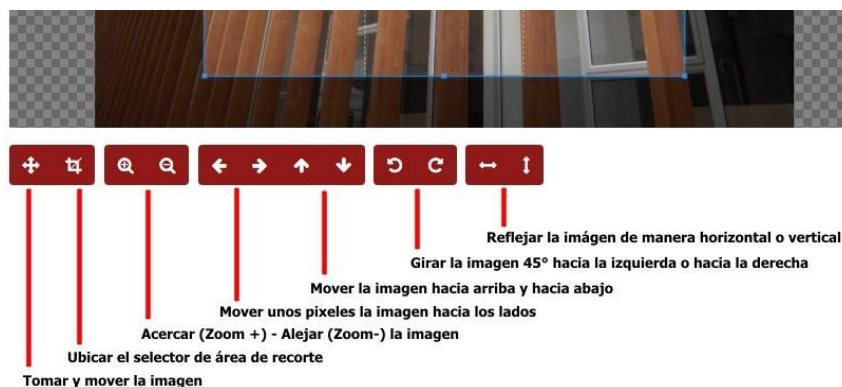 Reflejar la imágen de manera horizontal o vertical
Girar la imagen 45° hacia la izquierda o hacia la derecha
Mover la imagen hacia arriba y hacia abajo
Mover unos pixeles la imagen hacia los lados
Acercar (Zoom +) - Alejar (Zoom-) la imagen
Ubicar el selector de área de recorte
Tomar y mover la imagen